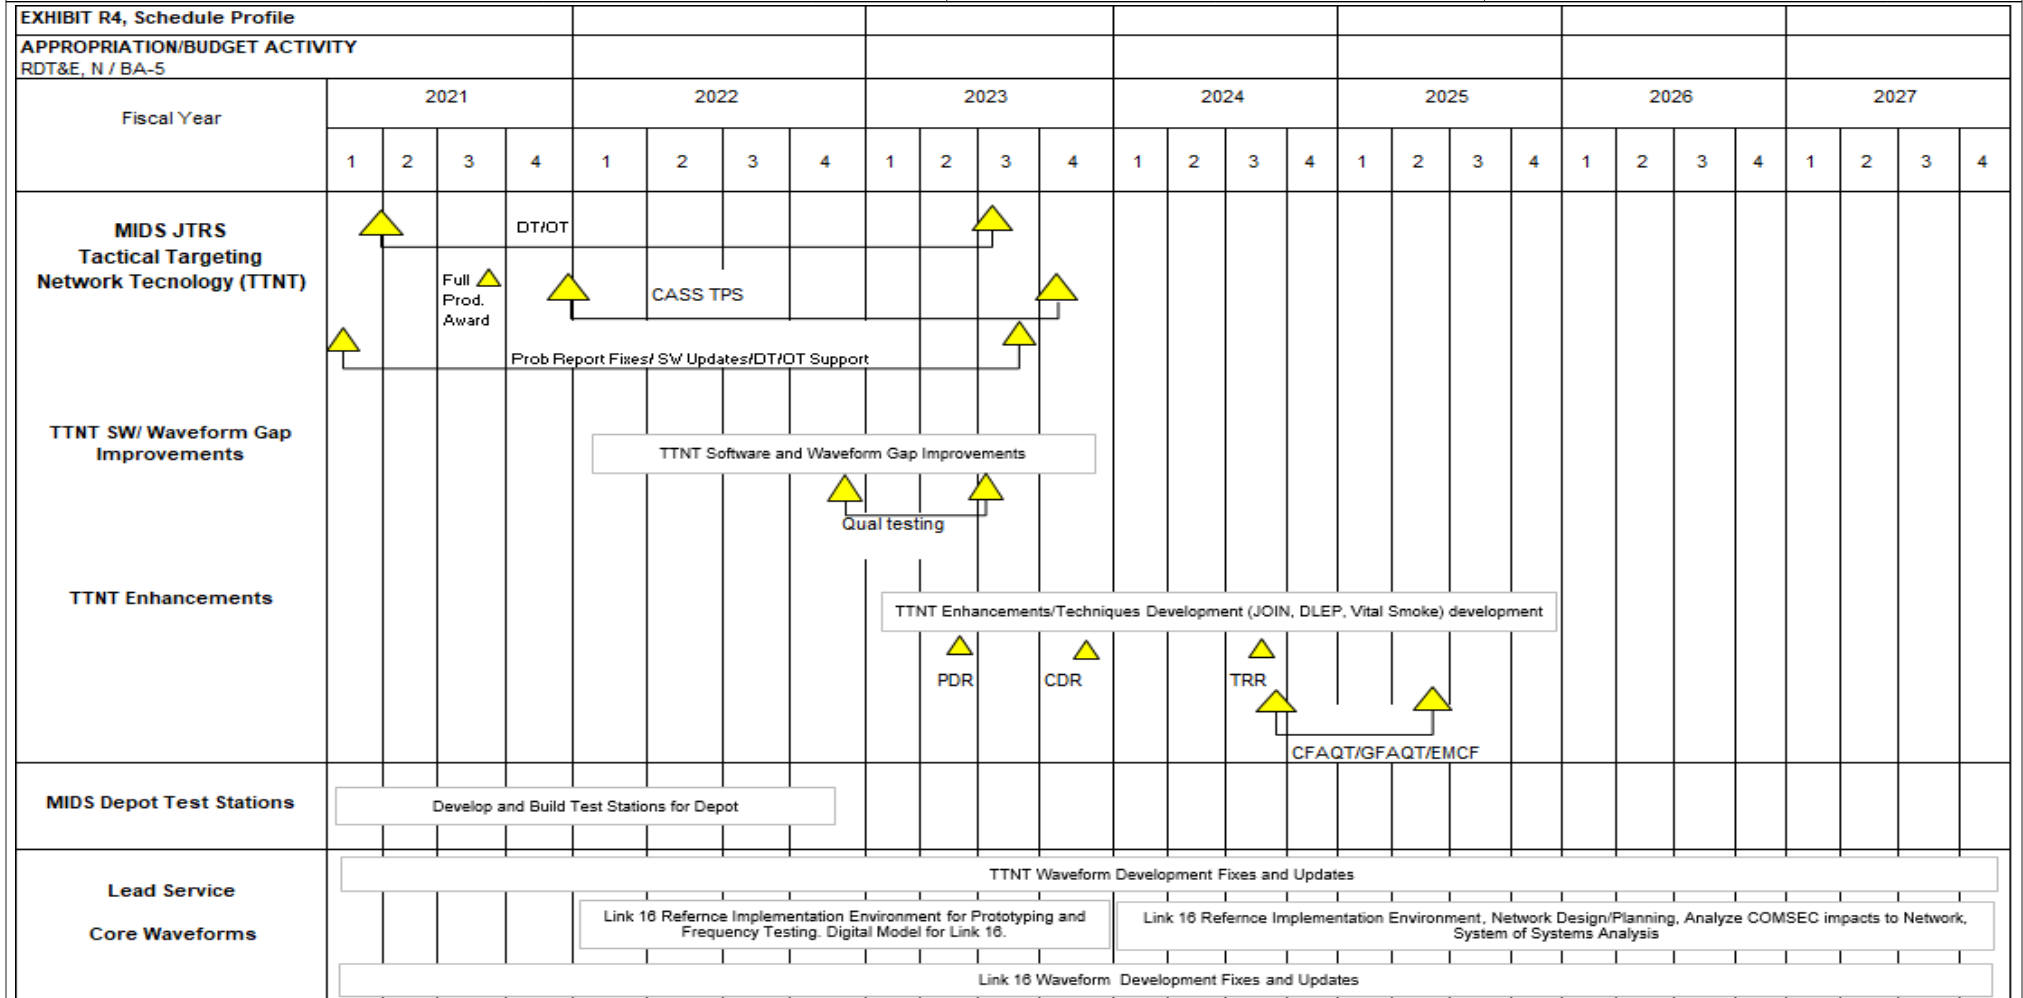 EXHIBIT R4, Schedule Profile
APPROPRIATION/BUDGET ACTIVITY
RDT&E, N / BA-5
Fiscal Year
2021 2022 2023 2024 2025 2026 2027
1 2 3 4 1 2 3 4 1 2 3 4 1 2 3 4 1 2 3 4 1 2 3 4 1 2 3 4
MIDS JTRS
Tactical Targeting
Network Tecnology (TTNT)
DT/OT
Full
Prod.
Award
CASS TPS
Prob Report Fixes/ SW Updates/DT/OT Support
TTNT SW/ Waveform Gap
Improvements
TTNT Software and Waveform Gap Improvements
Qual testing
TTNT Enhancements
TTNT Enhancements/Techniques Development (JOIN, DLEP, Vital Smoke) development
PDR
CDR
TRR
CFAQT/GFAQT/EMCF
MIDS Depot Test Stations
Develop and Build Test Stations for Depot
Lead Service
Core Waveforms
TTNT Waveform Development Fixes and Updates
Link 16 Refernce Implementation Environment for Prototyping and
Frequency Testing. Digital Model for Link 16.
Link 16 Refernce Implementation Environment, Network Design/Planning, Analyze COMSEC impacts to Network,
System of Systems Analysis
Link 16 Waveform Development Fixes and Updates